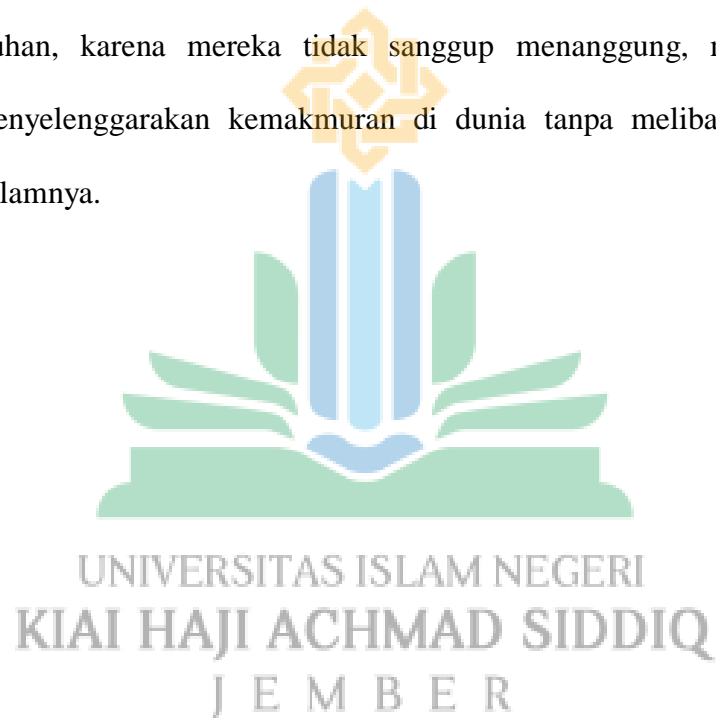 uhan, karena mereka tidak sanggup menanggung,
enyelenggarakan kemakmuran di dunia tanpa meliba
lamnya.
UNIVERSITAS ISLAM NEGERI
KIAI HAJI ACHMAD SIDDIQ
JEMBER